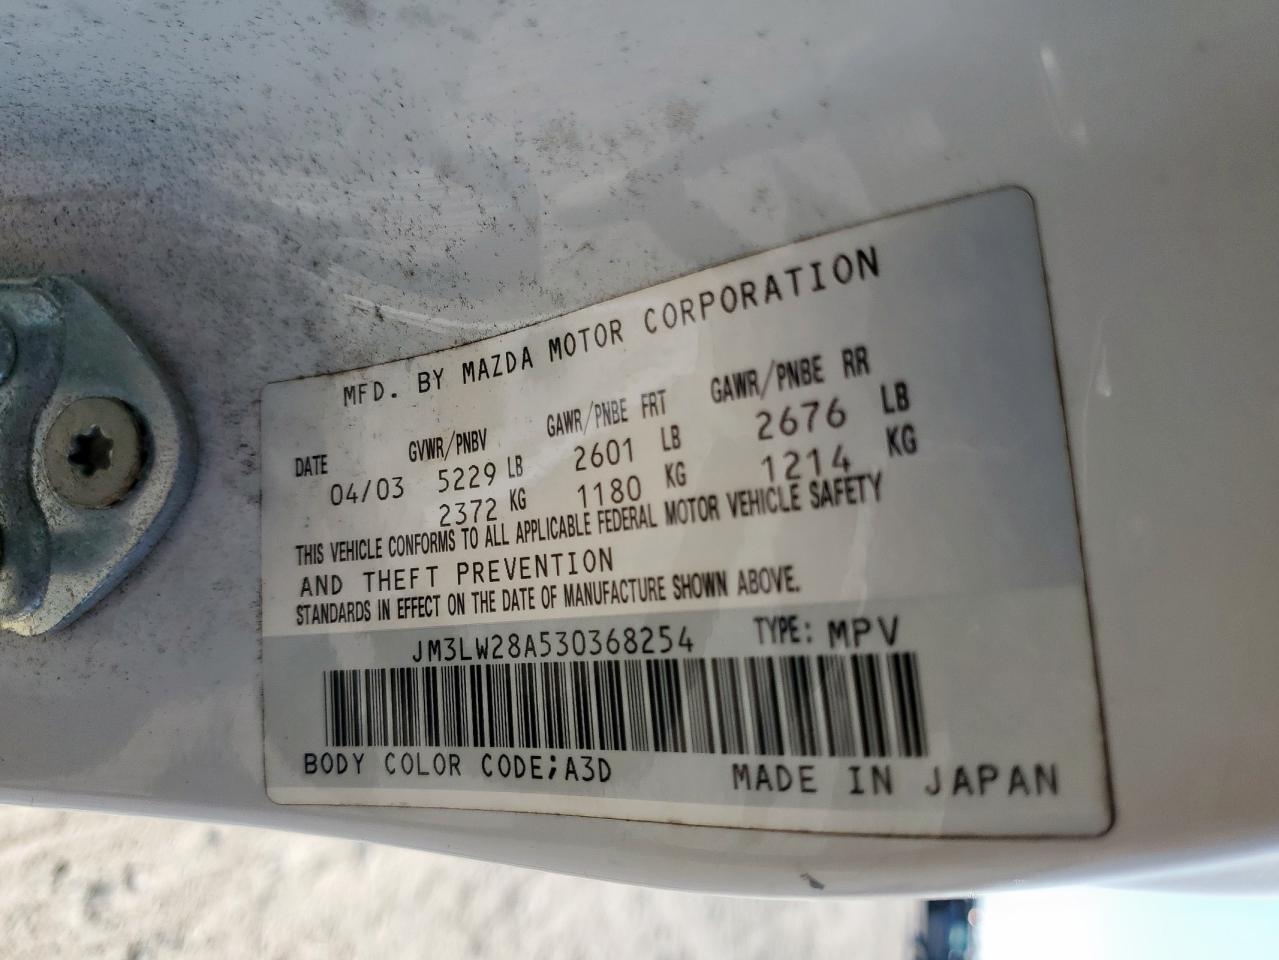 MFD. BY MAZDA MOTOR CORPORATION
DATE GVWR/PNBV GAWR/PNBE FRT GAWR/PNBE RR
04/03 5229 LB 2601 LB 2676 LB
2372 KG 1180 KG 1214 KG
THIS VEHICLE CONFORMS TO ALL APPLICABLE FEDERAL MOTOR VEHICLE SAFETY
AND THEFT PREVENTION
STANDARDS IN EFFECT ON THE DATE OF MANUFACTURE SHOWN ABOVE.
JM3LW28A530368254 TYPE: MPV
BODY COLOR CODE;A3D MADE IN JAPAN